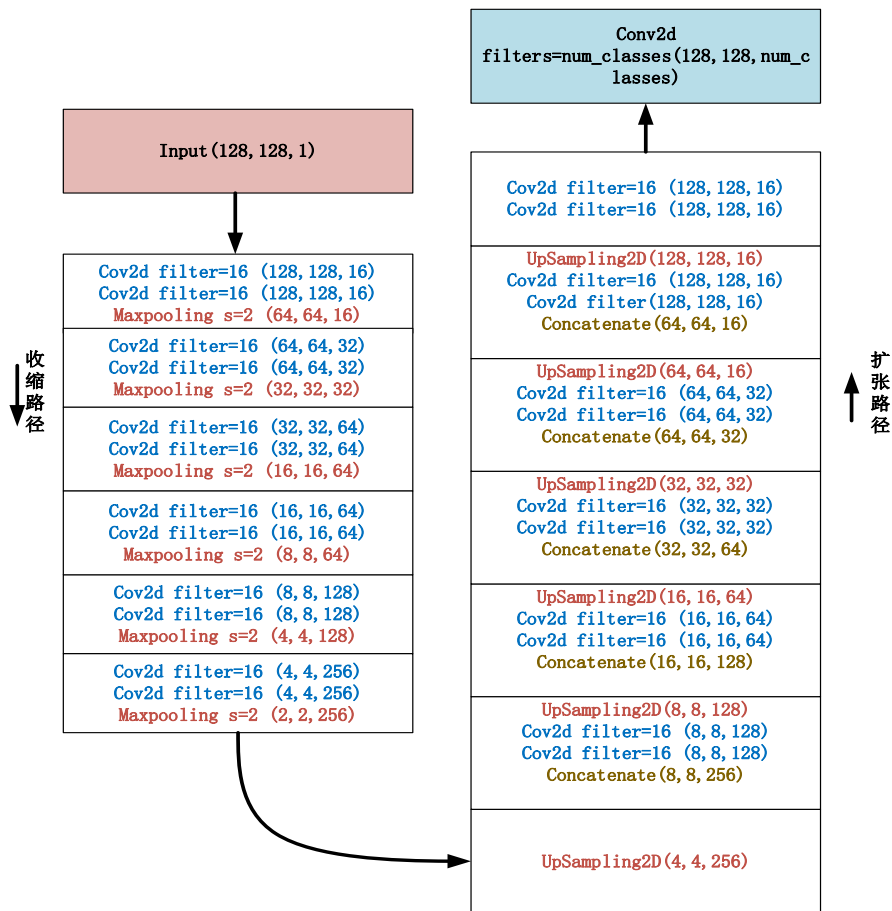 Input(128,128,1)
Cov2d filter=16 (128,128,16)
Cov2d filter=16 (128,128,16)
Maxpooling s=2 (64,64,16)
Cov2d filter=16 (64,64,32)
Cov2d filter=16 (64,64,32)
Maxpooling s=2 (32,32,32)
Cov2d filter=16 (32,32,64)
Cov2d filter=16 (32,32,64)
Maxpooling s=2 (16,16,64)
Cov2d filter=16 (16,16,64)
Cov2d filter=16 (16,16,64)
Maxpooling s=2 (8,8,64)
Cov2d filter=16 (8,8,128)
Cov2d filter=16 (8,8,128)
Maxpooling s=2 (4,4,128)
Cov2d filter=16 (4,4,256)
Cov2d filter=16 (4,4,256)
Maxpooling s=2 (2,2,256)
收缩路径
Conv2d
filters=num_classes(128,128,num_c
lasses)
Cov2d filter=16 (128,128,16)
Cov2d filter=16 (128,128,16)
UpSampling2D(128,128,16)
Cov2d filter=16 (128,128,16)
Cov2d filter(128,128,16)
Concatenate(64,64,16)
UpSampling2D(64,64,16)
Cov2d filter=16 (64,64,32)
Cov2d filter=16 (64,64,32)
Concatenate(64,64,32)
UpSampling2D(32,32,32)
Cov2d filter=16 (32,32,32)
Cov2d filter=16 (32,32,32)
Concatenate(32,32,64)
UpSampling2D(16,16,64)
Cov2d filter=16 (16,16,64)
Cov2d filter=16 (16,16,64)
Concatenate(16,16,128)
UpSampling2D(8,8,128)
Cov2d filter=16 (8,8,128)
Cov2d filter=16 (8,8,128)
Concatenate(8,8,256)
UpSampling2D(4,4,256)
扩张路径